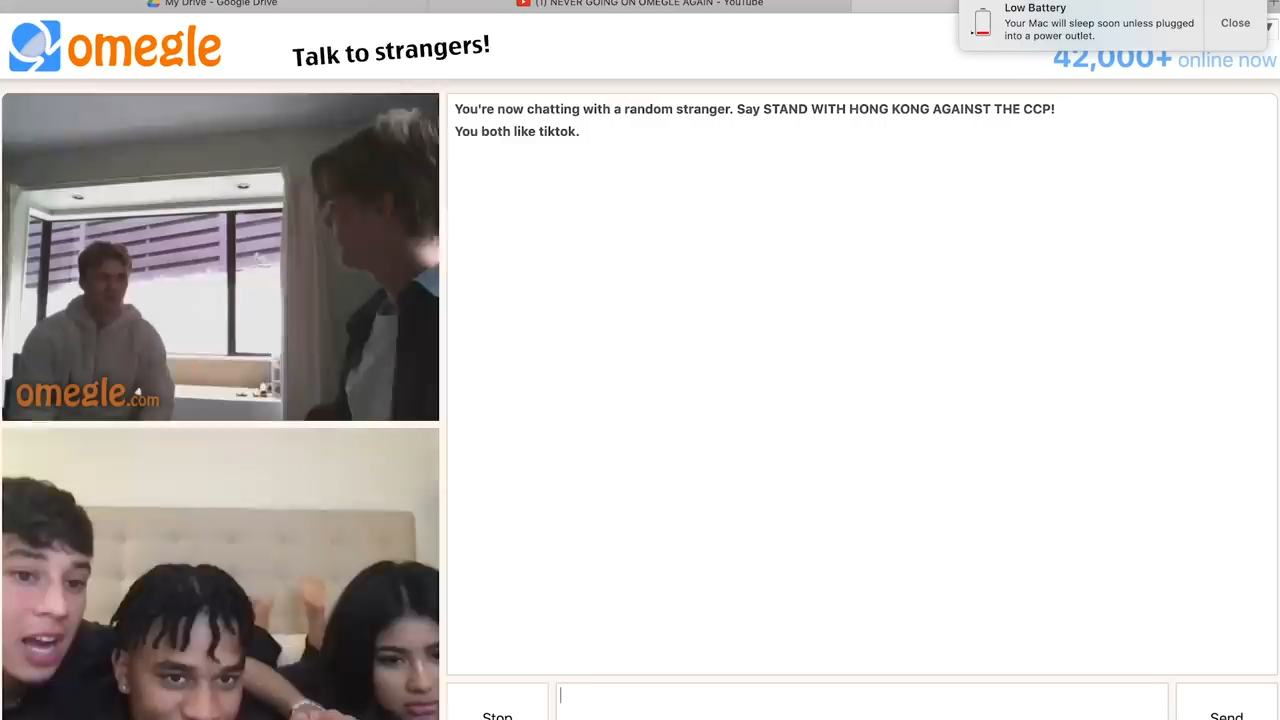 My Drive - Google Drive
(1) NEVER GOING ON OMEGLE AGAIN - YouTube
Low Battery
Your Mac will sleep soon unless plugged
into a power outlet.
Close
omegle
Talk to strangers!
42,000+ online now
You're now chatting with a random stranger. Say STAND WITH HONG KONG AGAINST THE CCP!
You both like tiktok.
omegle.com
Stop
Send